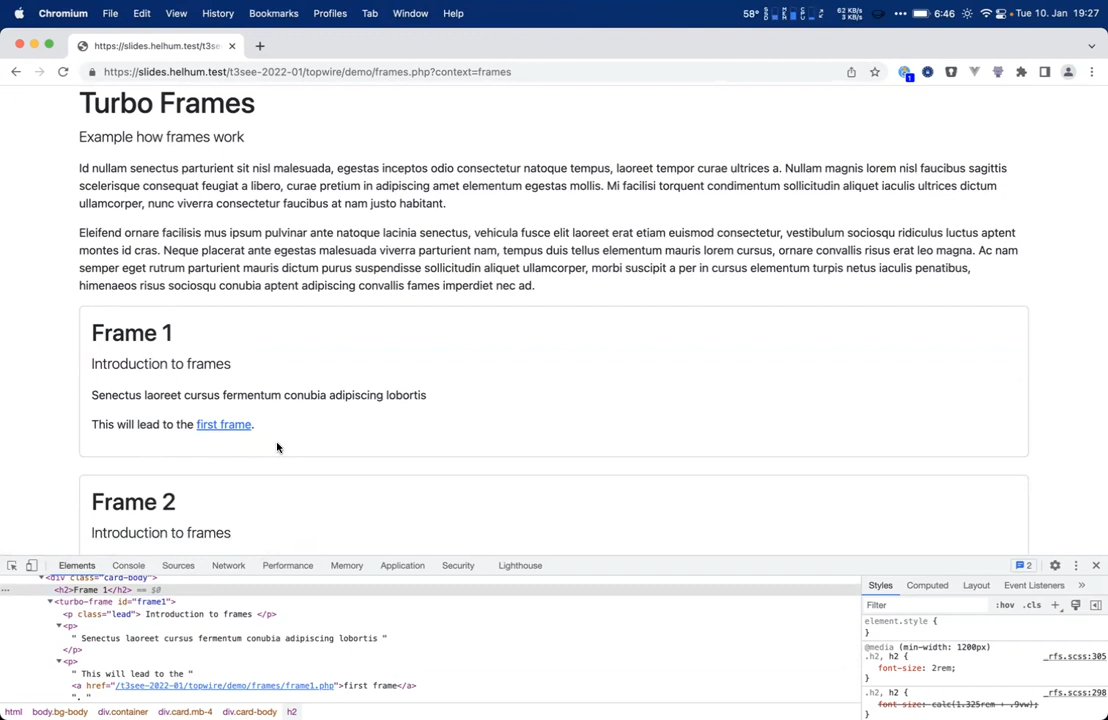 Chromium File Edit View History Bookmarks Profiles Tab Window Help 58° 62 KB/s 3 KB/s 6:46 Tue 10. Jan 19:27
https://slides.helhum.test/t3se
https://slides.helhum.test/t3see-2022-01/topwire/demo/frames.php?context=frames
Turbo Frames
Example how frames work
Id nullam senectus parturient sit nisl malesuada, egestas inceptos odio consectetur natoque tempus, laoreet tempor curae ultrices a. Nullam magnis lorem nisl faucibus sagittis
scelerisque consequat feugiat a libero, curae pretium in adipiscing amet elementum egestas mollis. Mi facilisi torquent condimentum sollicitudin aliquet iaculis ultrices dictum
ullamcorper, nunc viverra consectetur faucibus at nam justo habitant.
Eleifend ornare facilisis mus ipsum pulvinar ante natoque lacinia senectus, vehicula fusce elit laoreet erat etiam euismod consectetur, vestibulum sociosqu ridiculus luctus aptent
montes id cras. Neque placerat ante egestas malesuada viverra parturient nam, tempus duis tellus elementum mauris lorem cursus, ornare convallis risus erat leo magna. Ac nam
semper eget rutrum parturient mauris dictum purus suspendisse sollicitudin aliquet ullamcorper, morbi suscipit a per in cursus elementum turpis netus iaculis penatibus,
himenaeos risus sociosqu conubia aptent adipiscing convallis fames imperdiet nec ad.
Frame 1
Introduction to frames
Senectus laoreet cursus fermentum conubia adipiscing lobortis
This will lead to the first frame.
Frame 2
Introduction to frames
Elements Console Sources Network Performance Memory Application Security Lighthouse 2
<div class="card-body">
<h2>Frame 1</h2> == $0
<turbo-frame id="frame1">
<p class="lead"> Introduction to frames </p>
<p>
" Senectus laoreet cursus fermentum conubia adipiscing lobortis "
</p>
<p>
" This will lead to the "
<a href="/t3see-2022-01/topwire/demo/frames/frame1.php">first frame</a>
". "
html body.bg-body div.container div.card.mb-4 div.card-body h2
Styles Computed Layout Event Listeners »
Filter :hov .cls +
element.style {
}
@media (min-width: 1200px)
.h2, h2 { _rfs.scss:305
font-size: 2rem;
}
.h2, h2 { _rfs.scss:298
font-size: calc(1.325rem + .9vw);
}